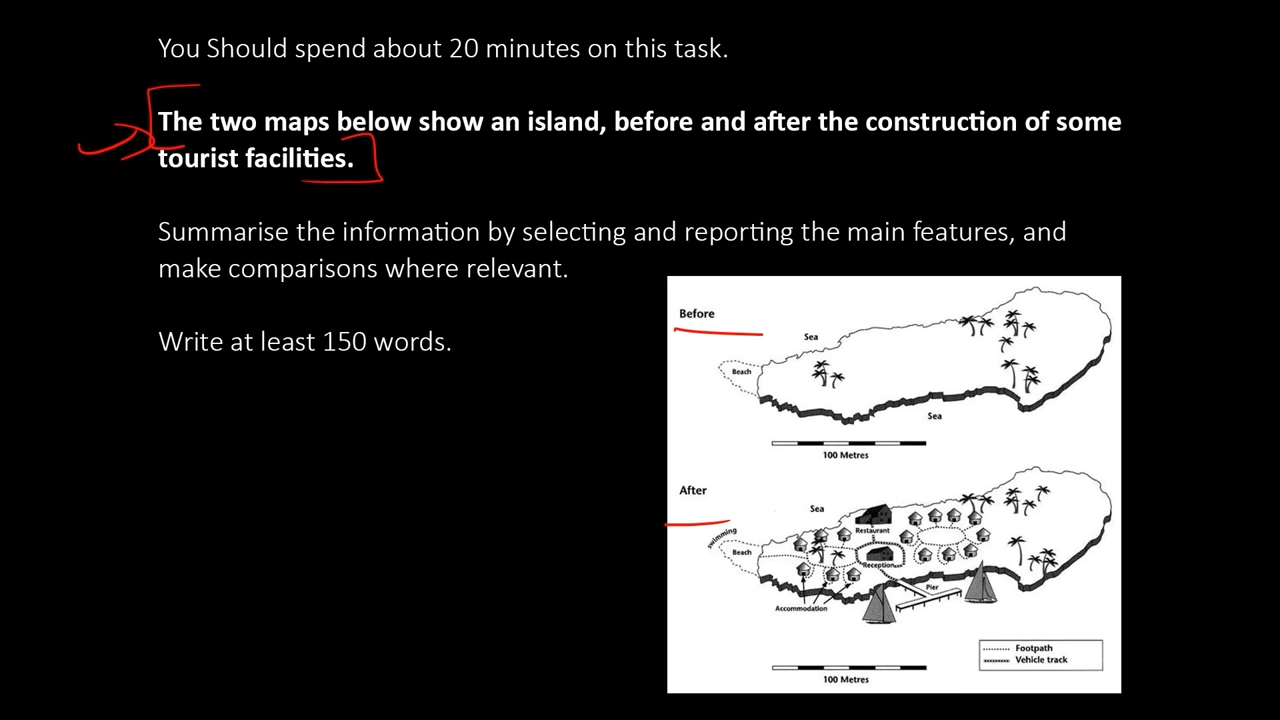 You Should spend about 20 minutes on this task.
The two maps below show an island, before and after the construction of some
tourist facilities.
Summarise the information by selecting and reporting the main features, and
make comparisons where relevant.
Write at least 150 words.
Before
Sea
Beach
Sea
100 Metres
After
Sea
swimming
Restaurant
Beach
Reception
Pier
Accommodation
Footpath
Vehicle track
100 Metres